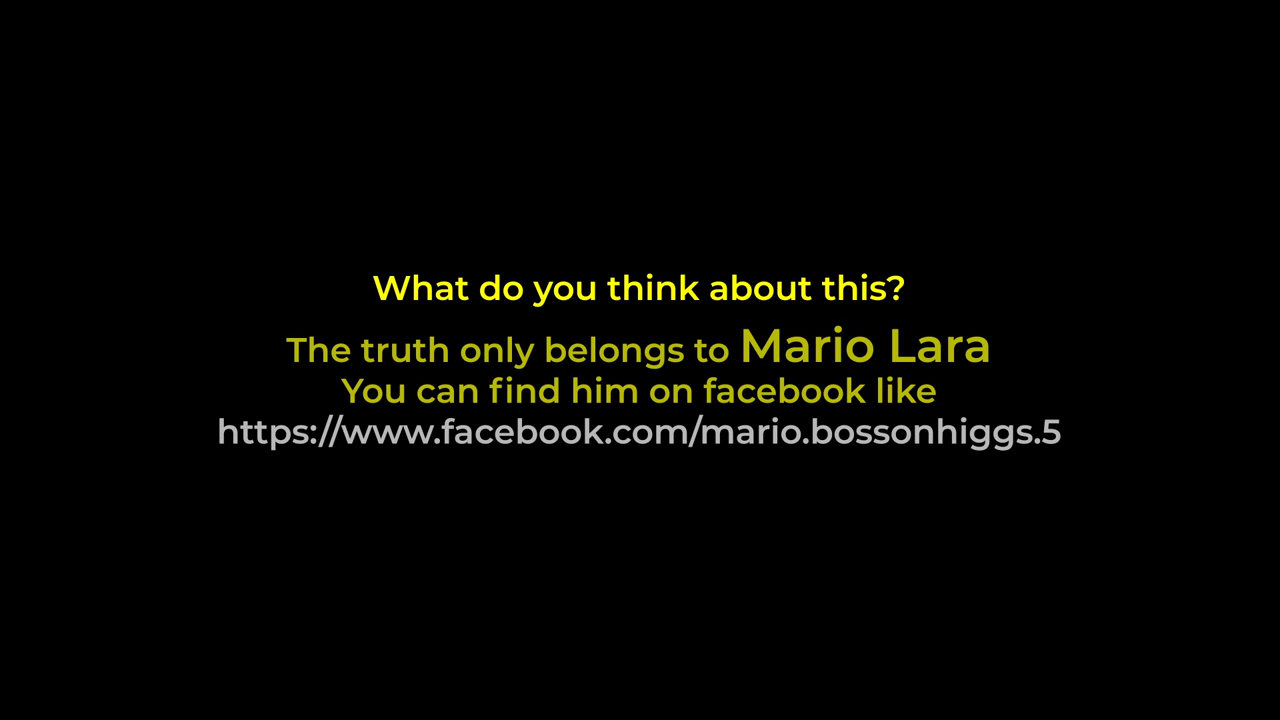 What do you think about this?
The truth only belongs to Mario Lara
You can find him on facebook like
https://www.facebook.com/mario.bossonhiggs.5